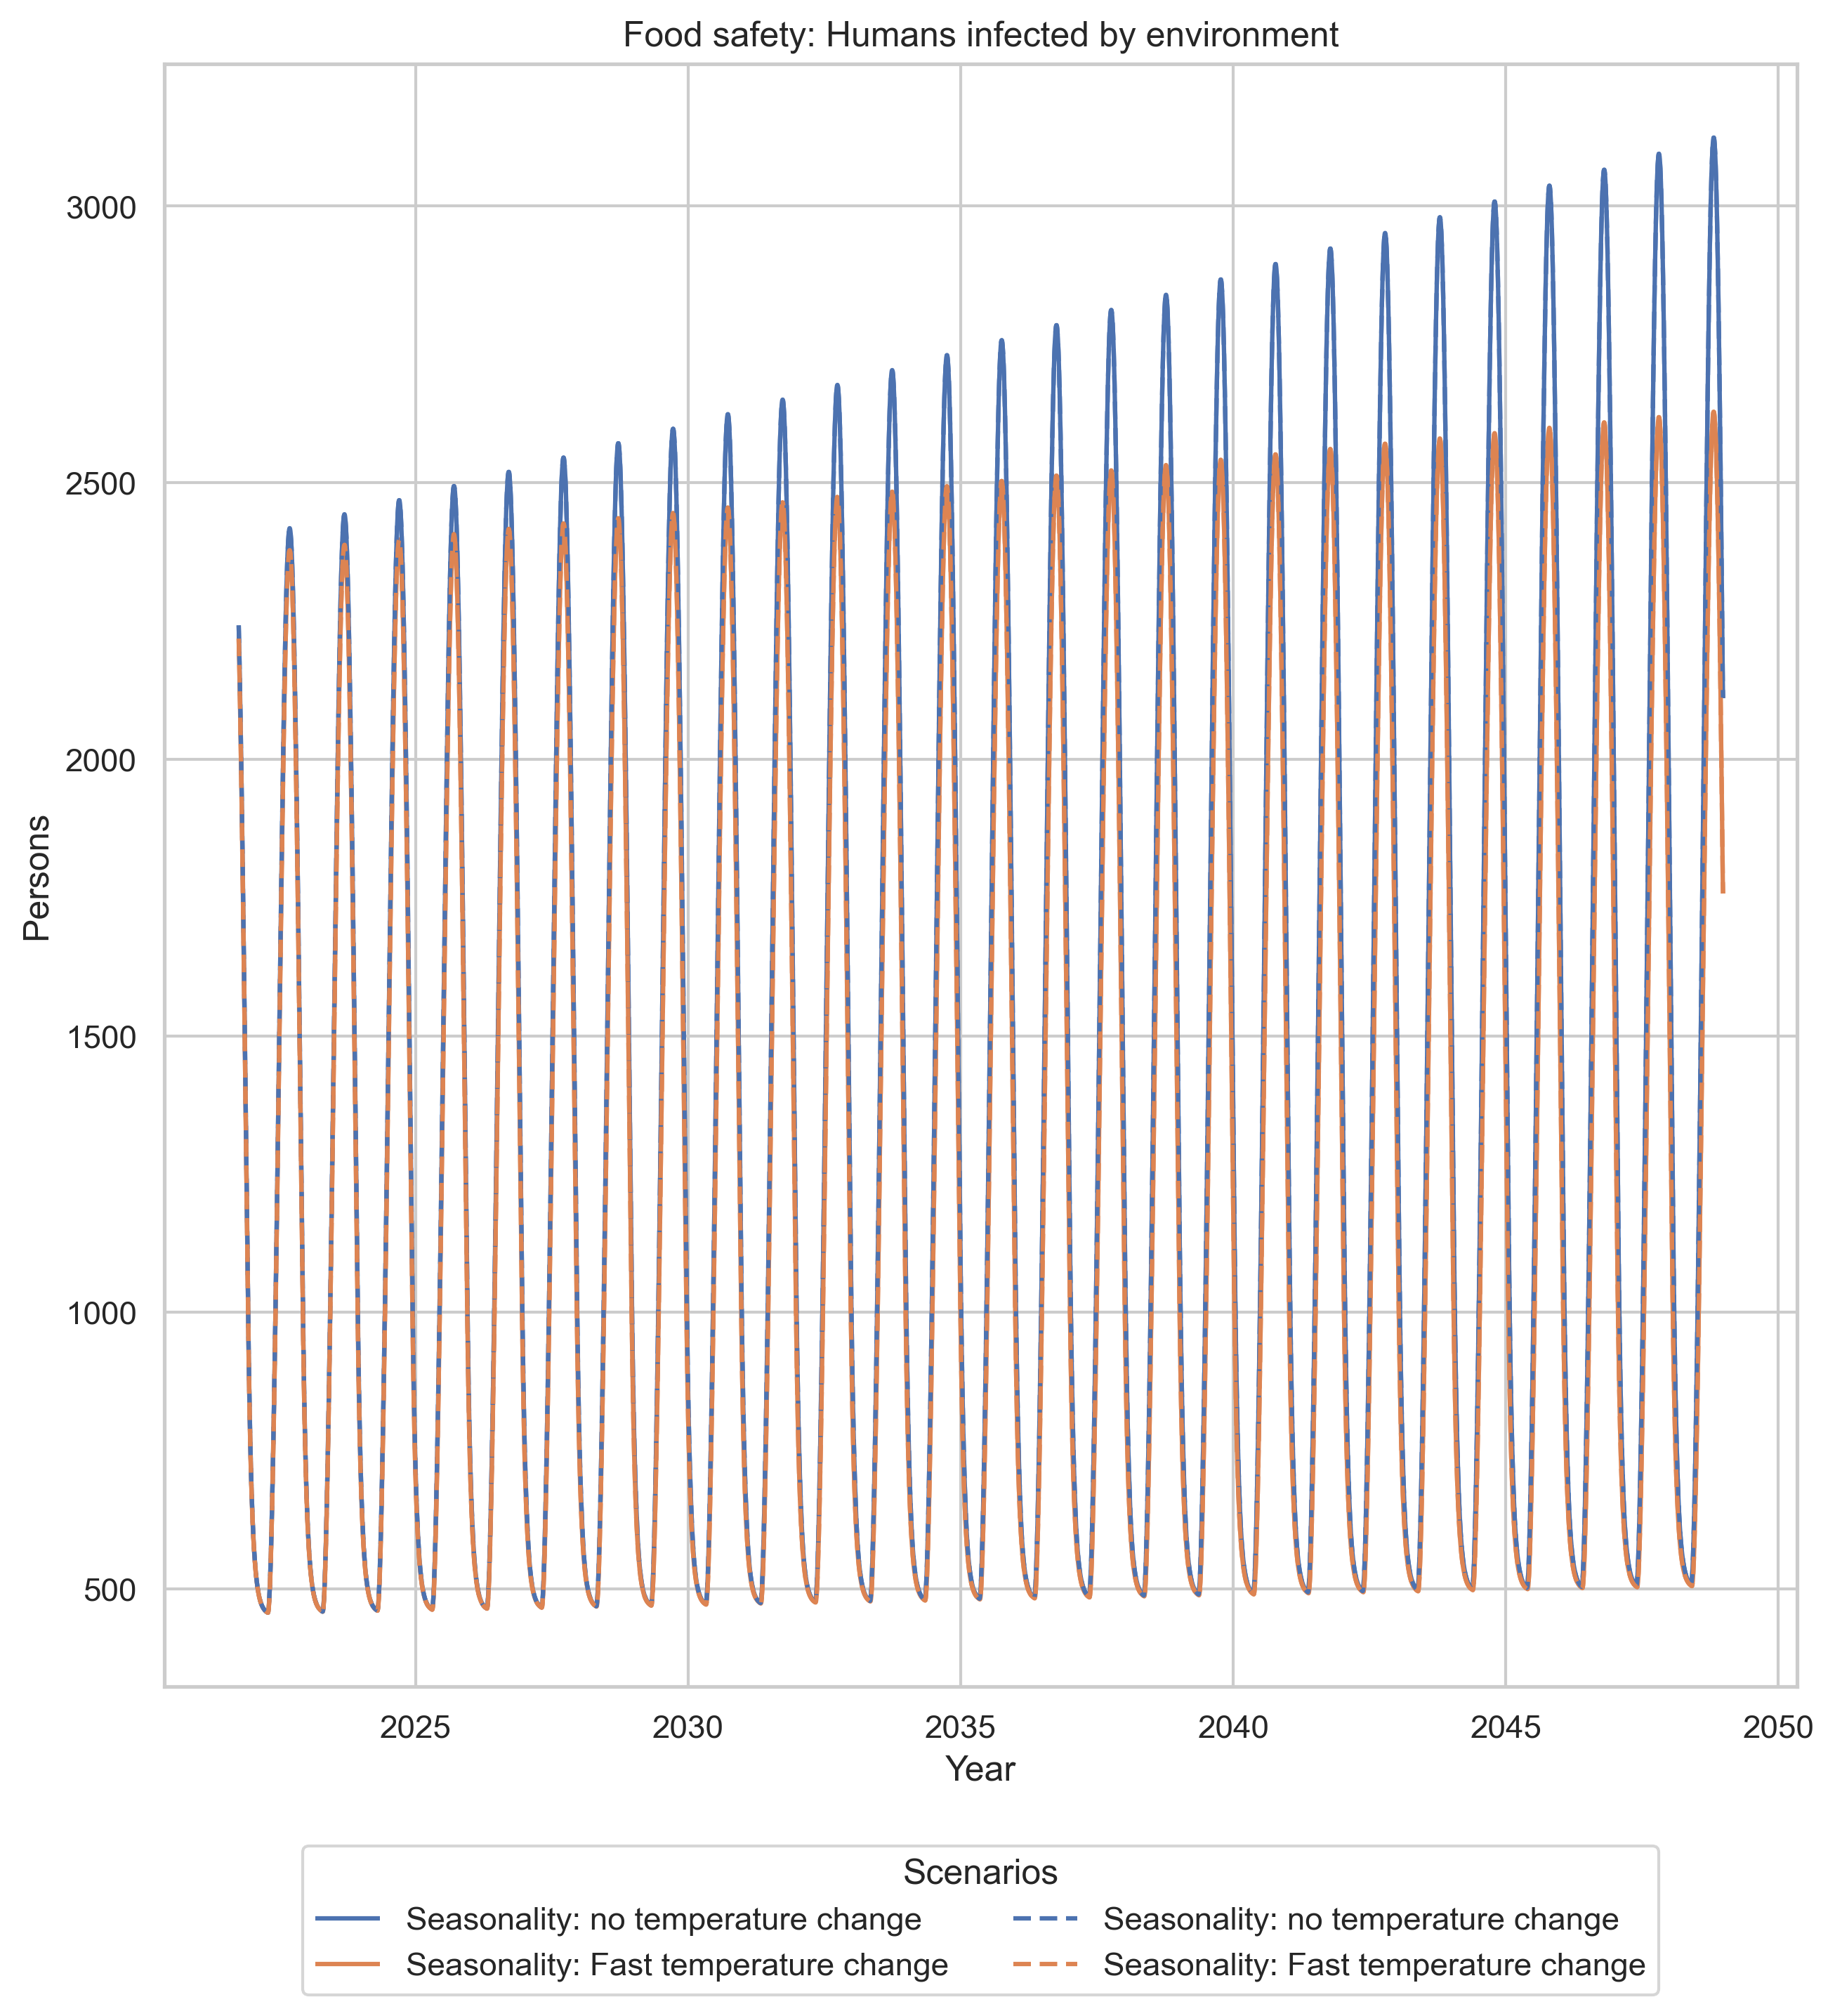 Food safety: Humans infected by environment
3000
2500
2000
1500
1000
500
Persons
2025 2030 2035 2040 2045 2050
Year
Scenarios
Seasonality: no temperature change Seasonality: no temperature change
Seasonality: Fast temperature change Seasonality: Fast temperature change